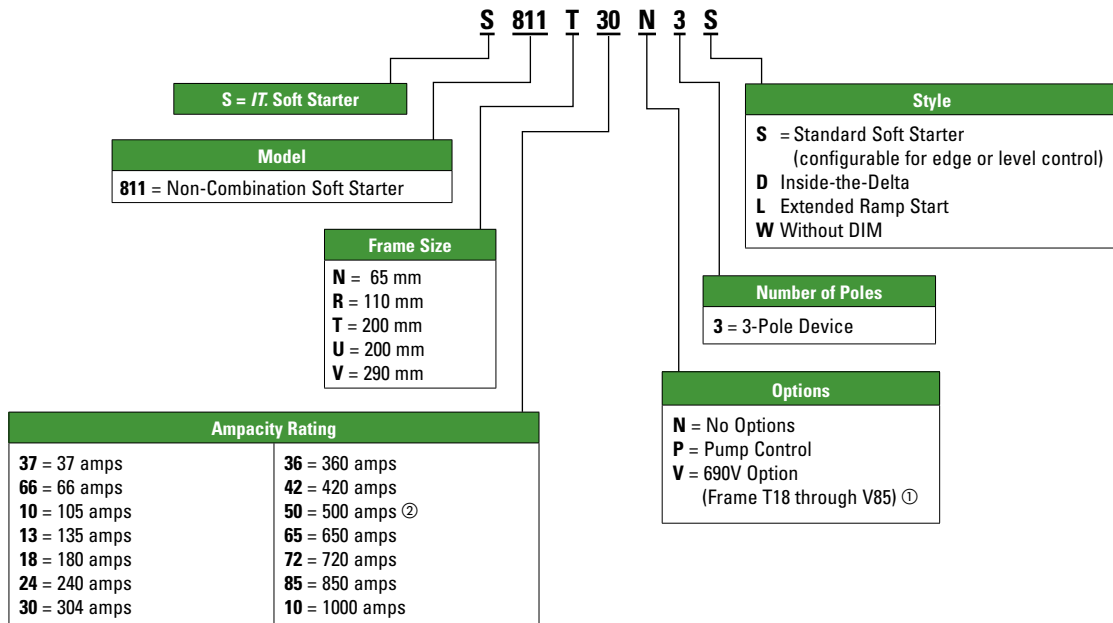 S 811 T 30 N 3 S
S = IT. Soft Starter
Model
811 = Non-Combination Soft Starter
Frame Size
N = 65 mm
R = 110 mm
T = 200 mm
U = 200 mm
V = 290 mm
Ampacity Rating
37 = 37 amps
66 = 66 amps
10 = 105 amps
13 = 135 amps
18 = 180 amps
24 = 240 amps
30 = 304 amps
36 = 360 amps
42 = 420 amps
50 = 500 amps ②
65 = 650 amps
72 = 720 amps
85 = 850 amps
10 = 1000 amps
Style
S = Standard Soft Starter
(configurable for edge or level control)
D Inside-the-Delta
L Extended Ramp Start
W Without DIM
Number of Poles
3 = 3-Pole Device
Options
N = No Options
P = Pump Control
V = 690V Option
(Frame T18 through V85) ①